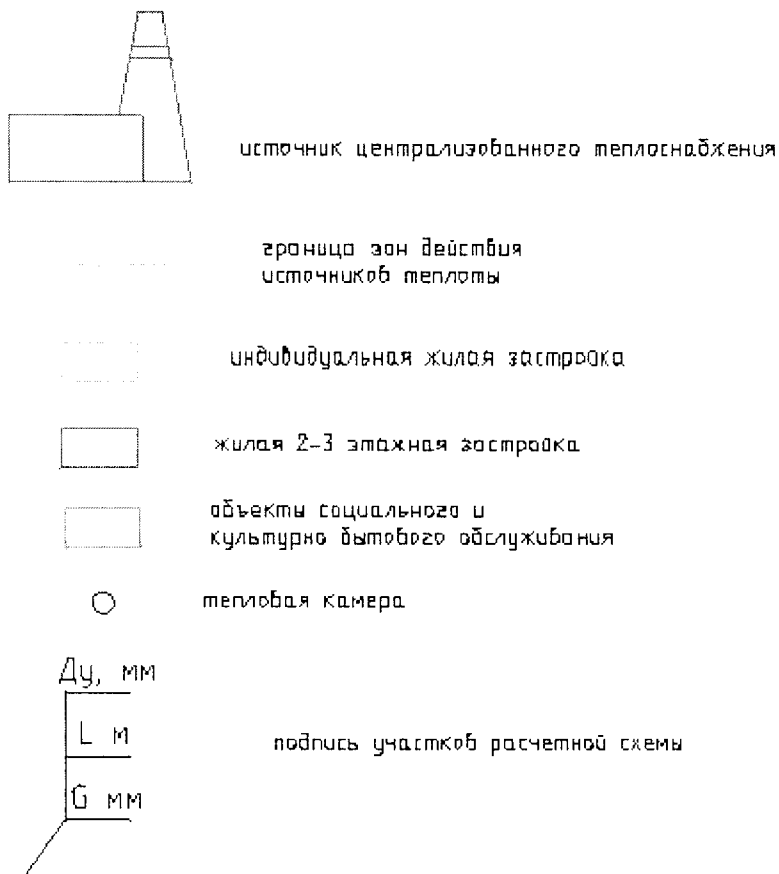 источник централизованного теплоснабжения
граница зон действия
источников теплоты
индивидуальная жилая застройка
жилая 2-3 этажная застройка
объекты социального и
культурно бытового обслуживания
тепловая камера
Ду, мм
L м
G мм
подпись участков расчетной схемы